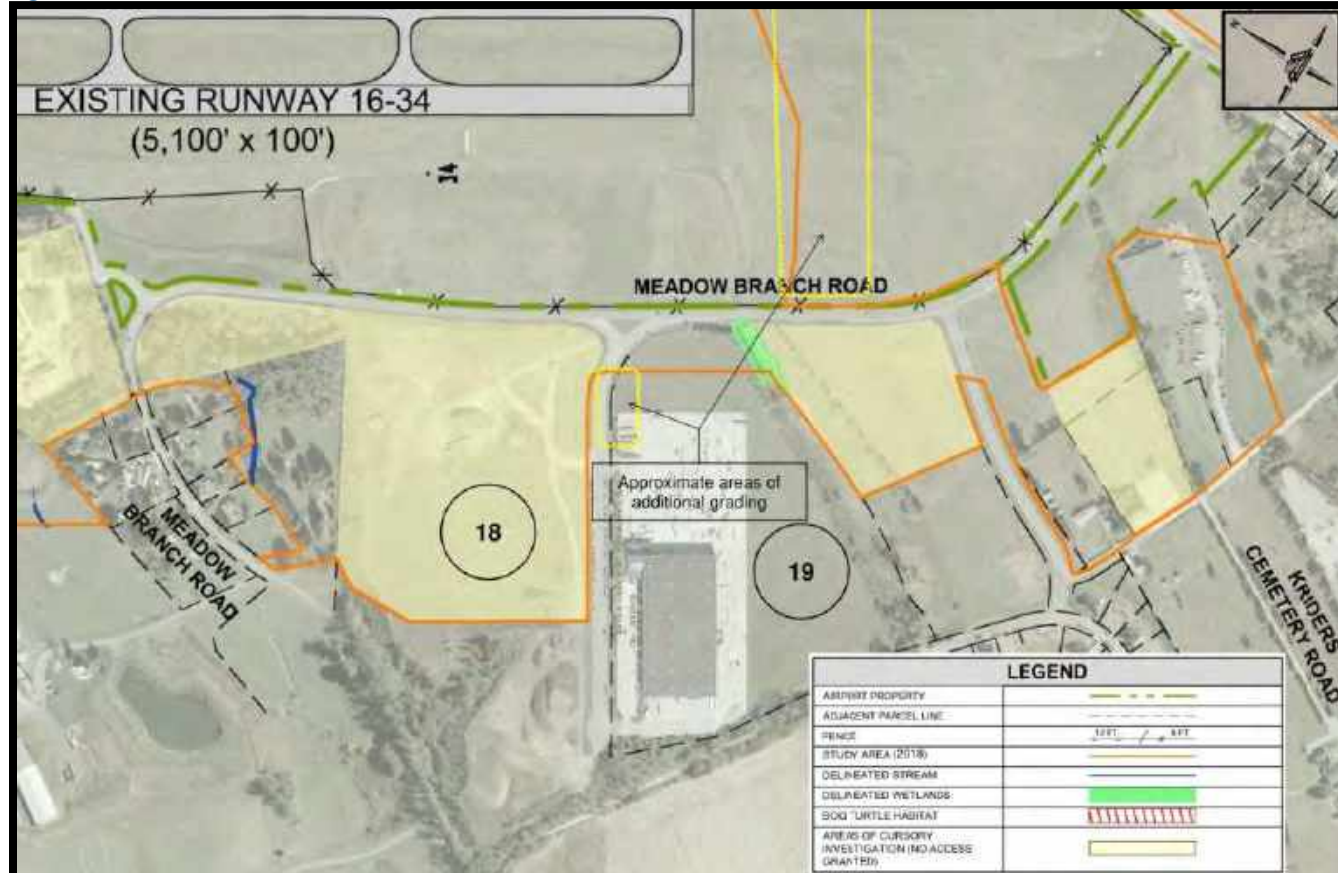 EXISTING RUNWAY 16-34
(5,100' x 100')
N
34
MEADOW BRANCH ROAD
Approximate areas of
additional grading
18
19
MEADOW
BRANCH ROAD
KRIDERS
CEMETERY ROAD
LEGEND
AIRPORT PROPERTY
ADJACENT PARCEL LINE
FENCE
STUDY AREA (2018)
DELINEATED STREAM
DELINEATED WETLANDS
BOG TURTLE HABITAT
AREAS OF CURSORY
INVESTIGATION (NO ACCESS
GRANTED)